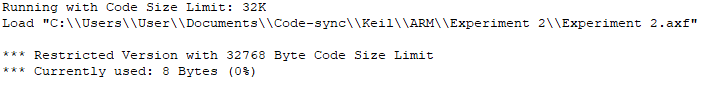 Running with Code Size Limit: 32K
Load "C:\\Users\\User\\Documents\\Code-sync\\Keil\\ARM\\Experiment 2\\Experiment 2.axf"
*** Restricted Version with 32768 Byte Code Size Limit
*** Currently used: 8 Bytes (0%)